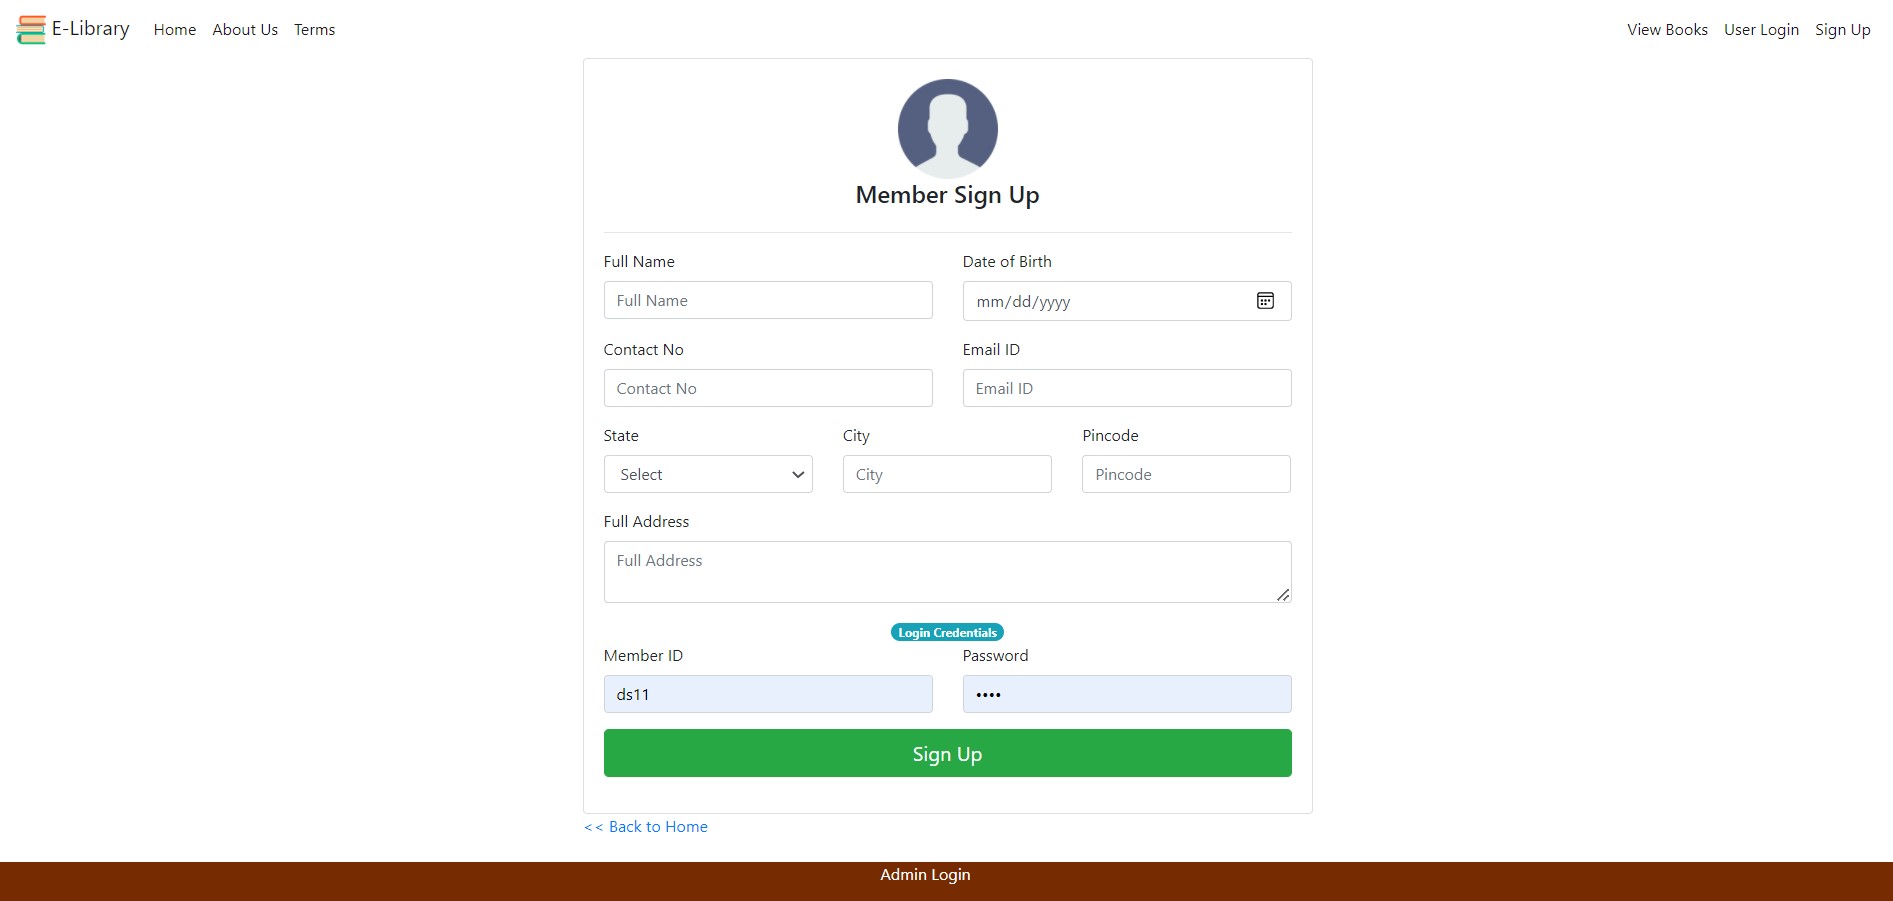 E-Library Home About Us Terms View Books User Login Sign Up
Member Sign Up
Full Name Date of Birth
Full Name mm/dd/yyyy
Contact No Email ID
Contact No Email ID
State City Pincode
Select City Pincode
Full Address
Full Address
Login Credentials
Member ID Password
ds11 ••••
Sign Up
<< Back to Home
Admin Login